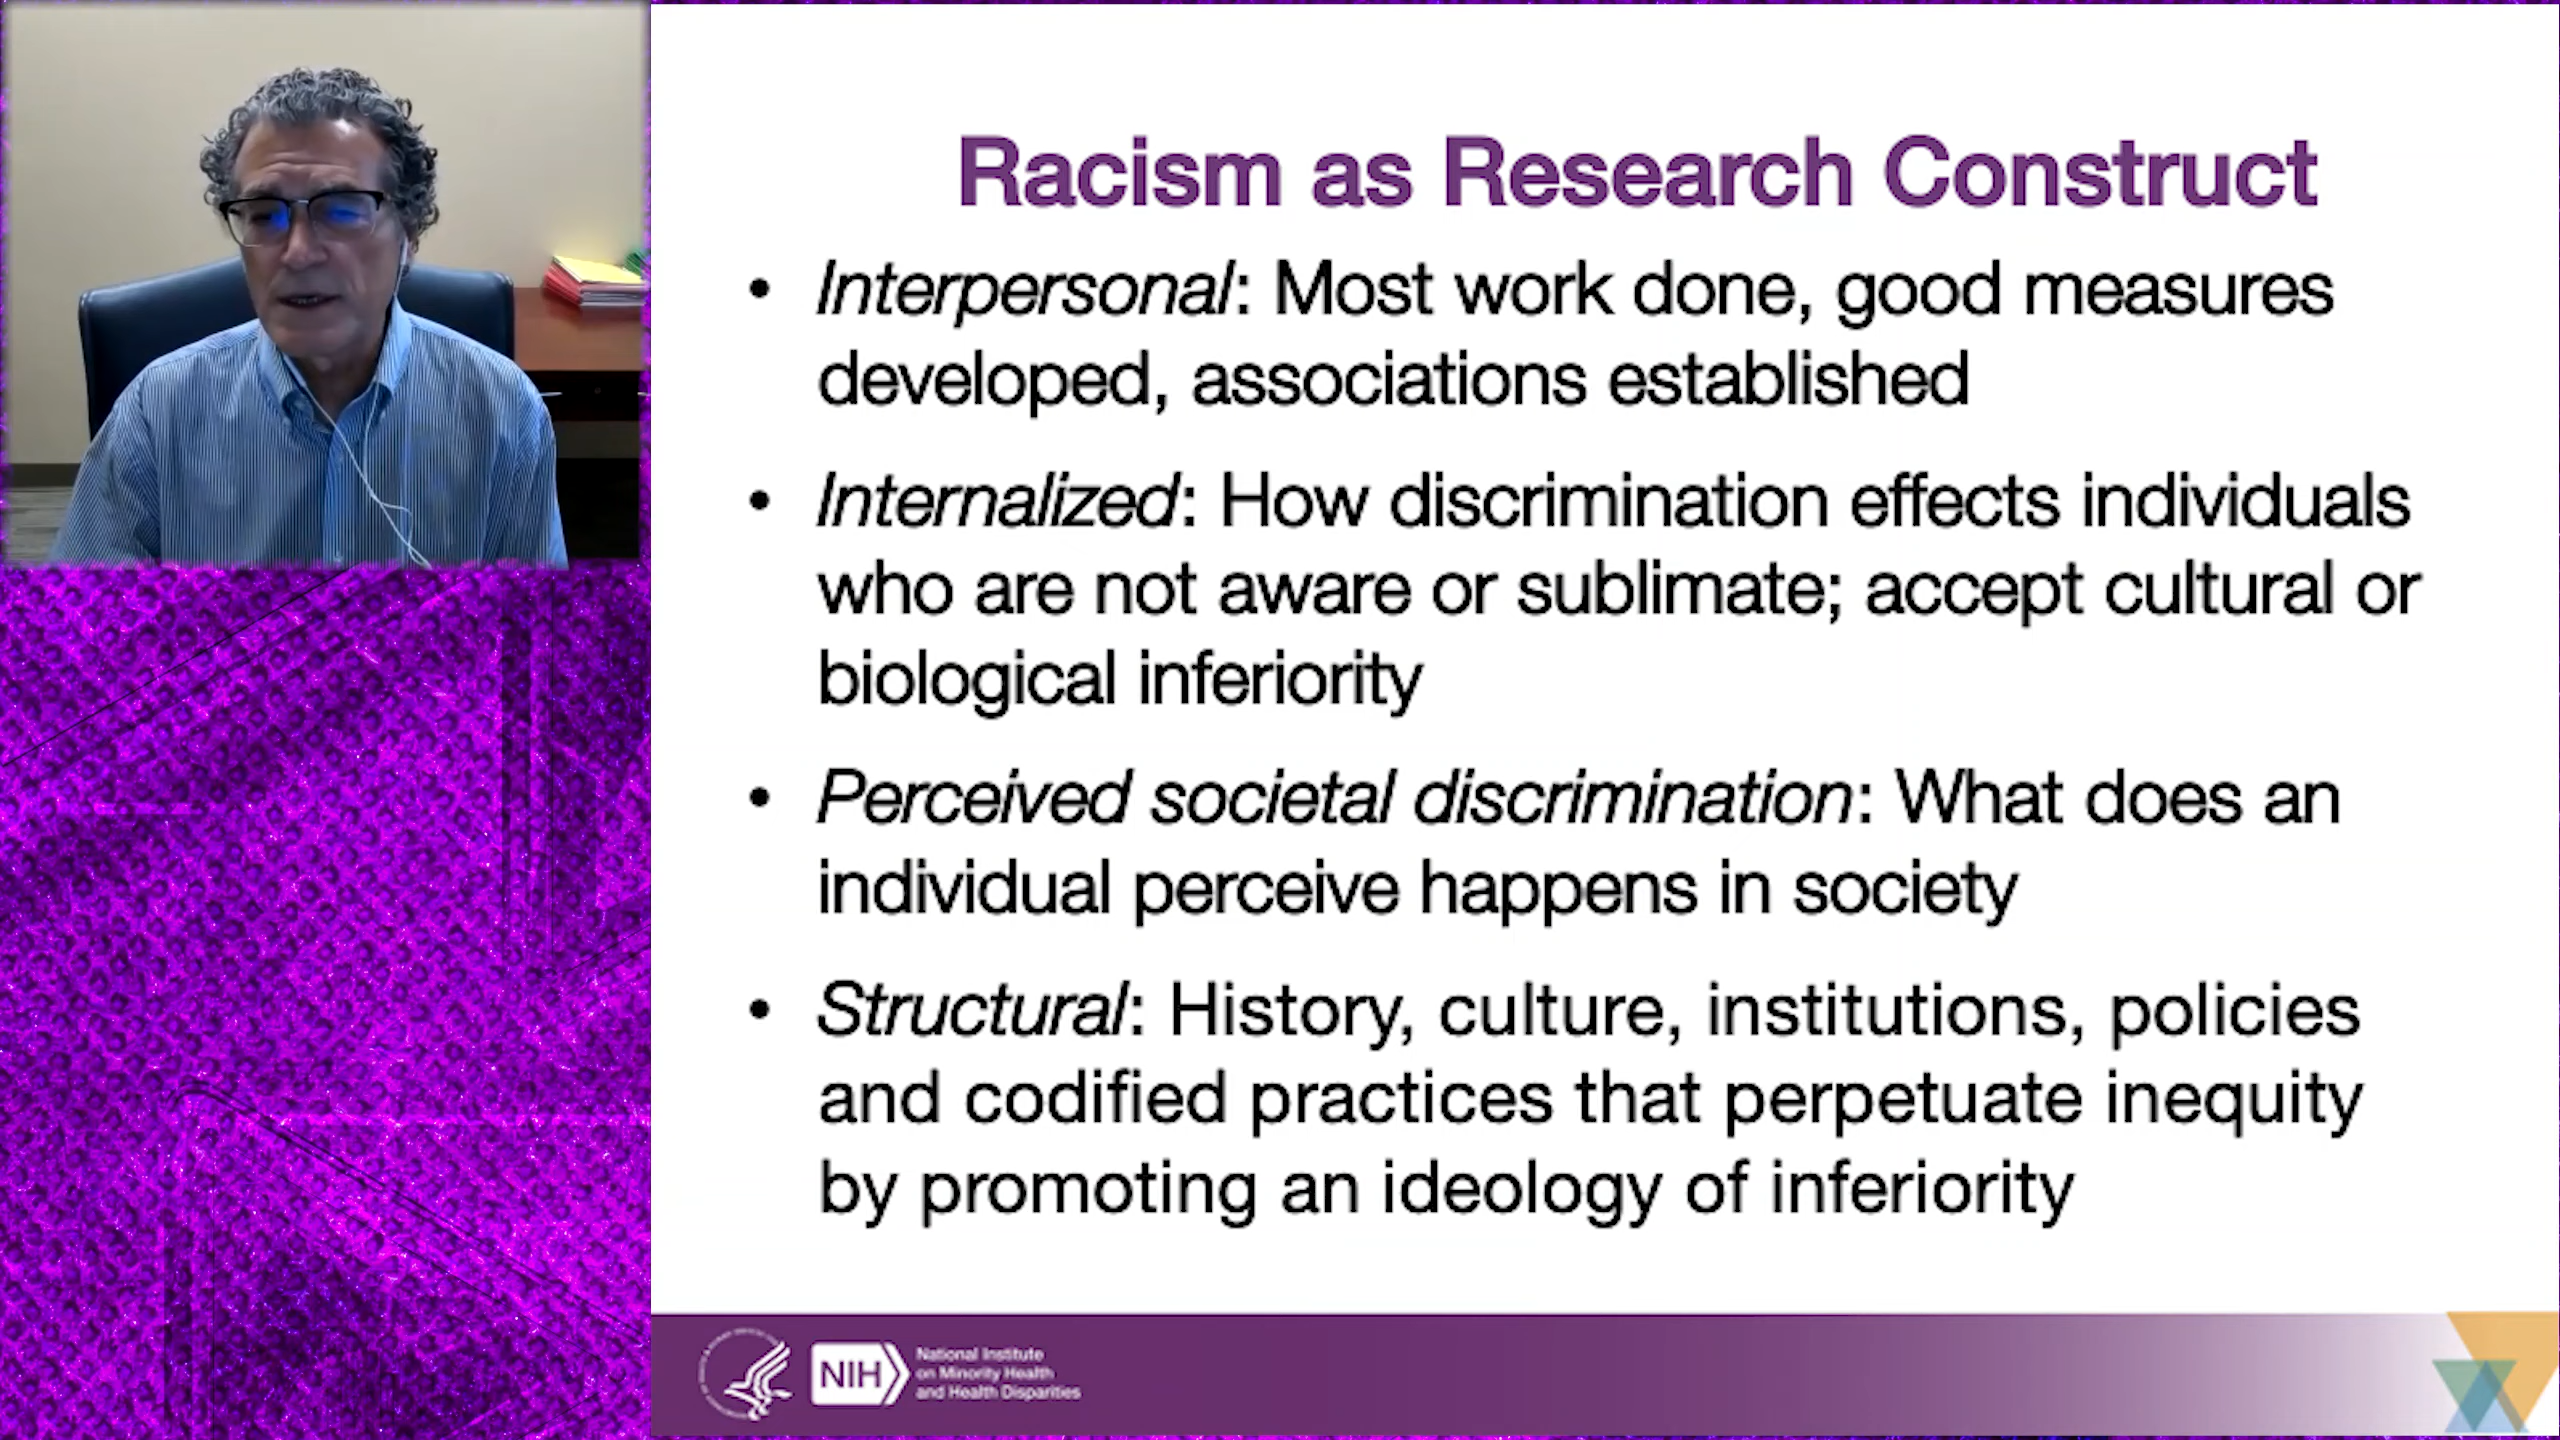 Racism as Research Construct
• Interpersonal: Most work done, good measures
developed, associations established
• Internalized: How discrimination effects individuals
who are not aware or sublimate; accept cultural or
biological inferiority
• Perceived societal discrimination: What does an
individual perceive happens in society
• Structural: History, culture, institutions, policies
and codified practices that perpetuate inequity
by promoting an ideology of inferiority
NIH
National Institute
on Minority Health
and Health Disparities